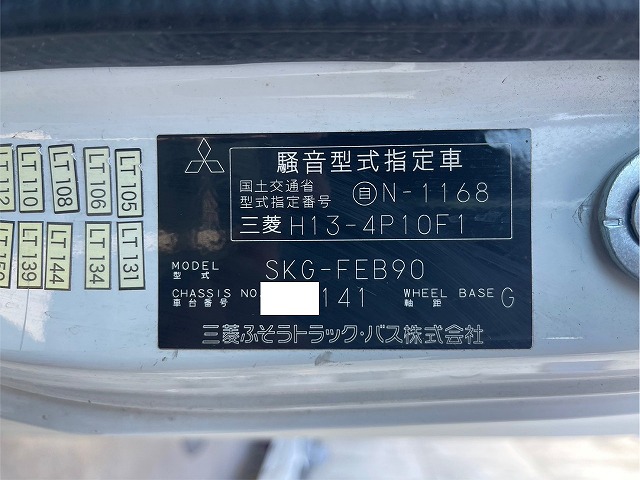 騒音型式指定車
国土交通省
型式指定番号
自N-1168
三菱 H13-4P10F1
MODEL
型式
SKG-FEB90
CHASSIS NO.
車台番号
141
WHEEL BASE
軸距
G
三菱ふそうトラック・バス株式会社
LT 110
LT 108
LT 106
LT 105
LT 139
LT 144
LT 134
LT 131